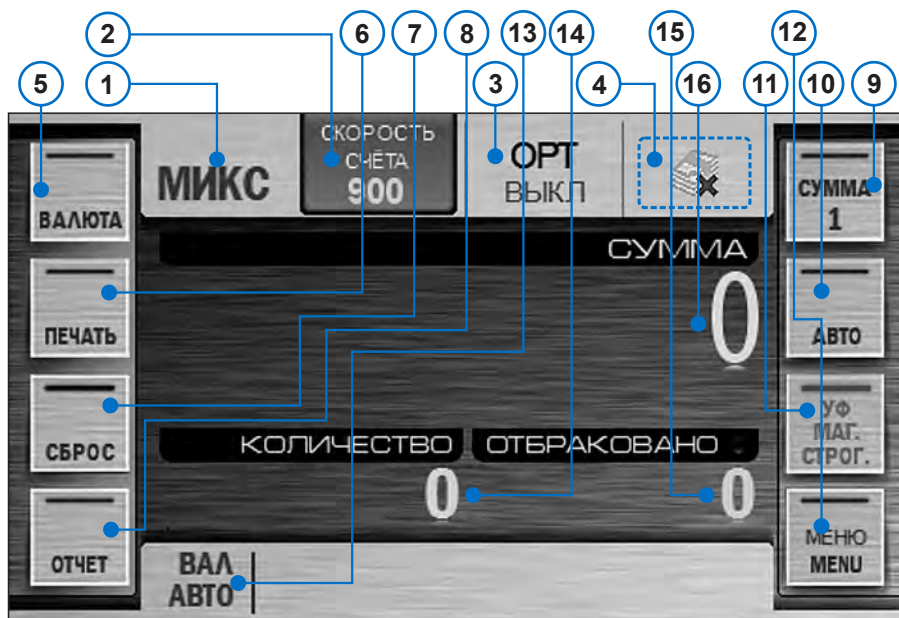 2 6 7 8 13 14 15 12
5 1 3 4 16 11 10 9
СКОРОСТЬ
СЧЁТА
900
МИКС
ОРТ
ВЫКЛ
ВАЛЮТА
СУММА
1
СУММА
0
ПЕЧАТЬ
АВТО
СБРОС
КОЛИЧЕСТВО
0
ОТБРАКОВАНО
0
УФ
МАГ.
СТРОГ.
ОТЧЕТ
ВАЛ
АВТО
МЕНЮ
MENU